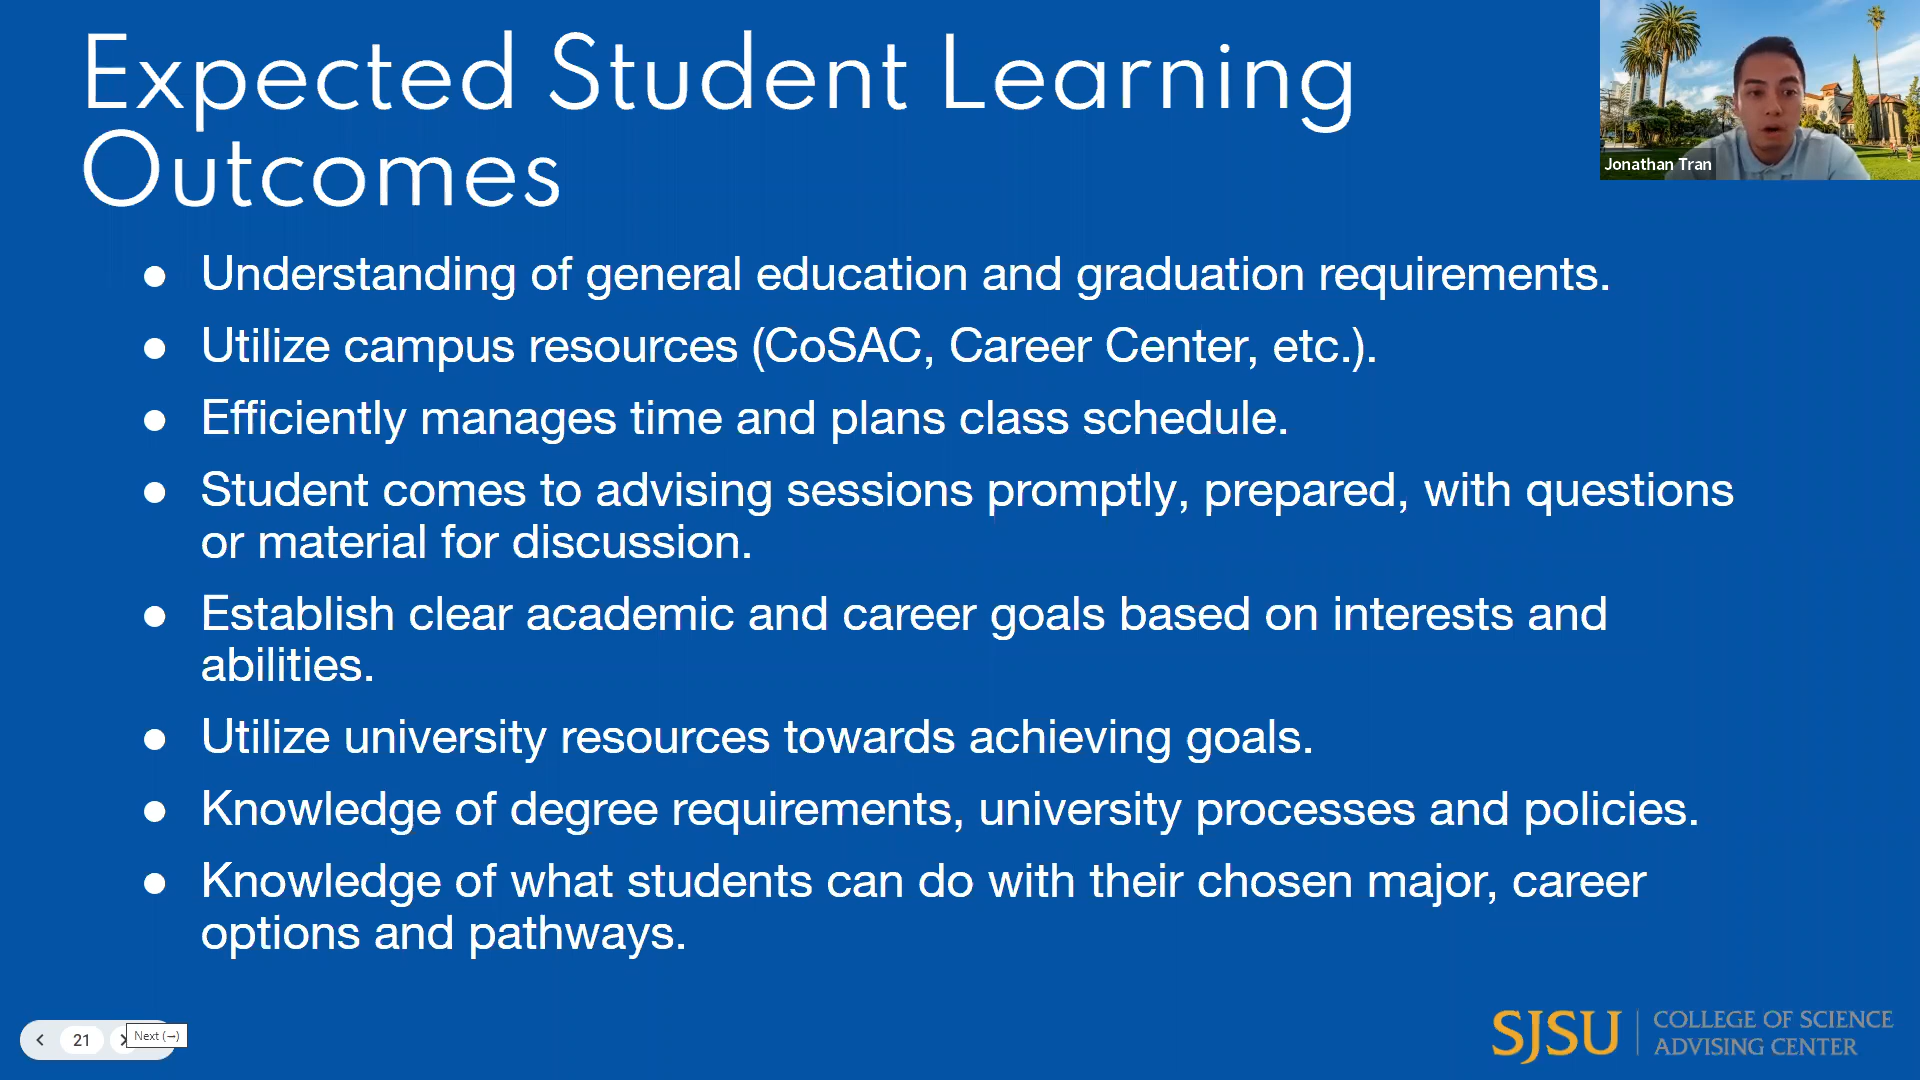 Expected Student Learning
Outcomes
Jonathan Tran
● Understanding of general education and graduation requirements.
● Utilize campus resources (CoSAC, Career Center, etc.).
● Efficiently manages time and plans class schedule.
● Student comes to advising sessions promptly, prepared, with questions
or material for discussion.
● Establish clear academic and career goals based on interests and
abilities.
● Utilize university resources towards achieving goals.
● Knowledge of degree requirements, university processes and policies.
● Knowledge of what students can do with their chosen major, career
options and pathways.
21
Next (→)
SJSU
COLLEGE OF SCIENCE
ADVISING CENTER